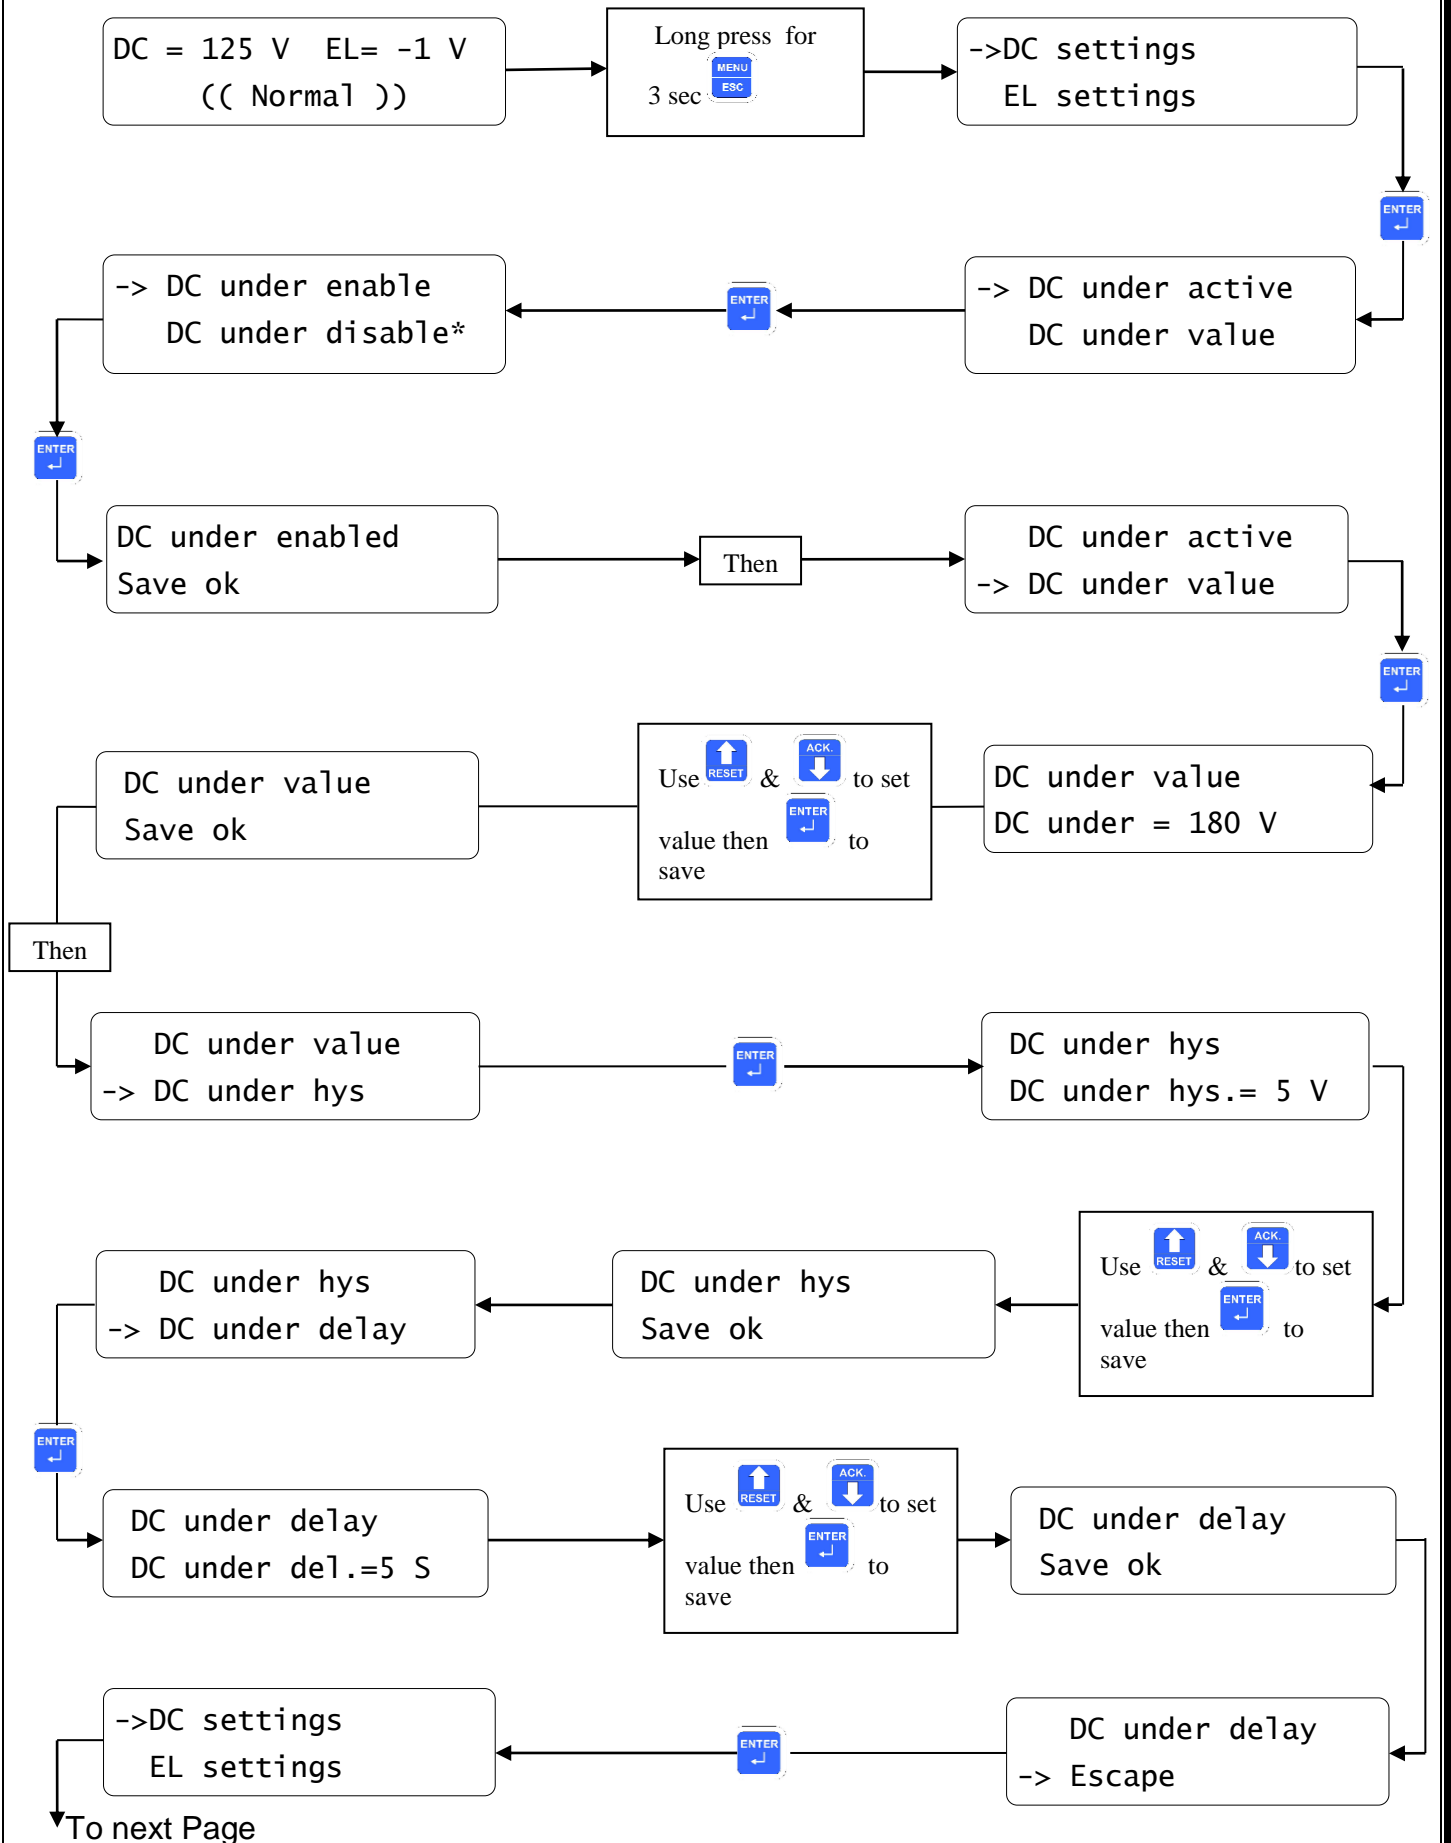 DC = 125 V  EL= -1 V
(( Normal ))
Long press for
MENU
ESC
3 sec
->DC settings
EL settings
ENTER
-> DC under enable
DC under disable*
ENTER
-> DC under active
DC under value
ENTER
DC under enabled
Save ok
Then
DC under active
-> DC under value
ENTER
DC under value
Save ok
Use RESET & ACK. to set
value then ENTER to
save
DC under value
DC under = 180 V
Then
DC under value
-> DC under hys
ENTER
DC under hys
DC under hys.= 5 V
DC under hys
-> DC under delay
DC under hys
Save ok
Use RESET & ACK. to set
value then ENTER to
save
ENTER
DC under delay
DC under del.=5 S
Use RESET & ACK. to set
value then ENTER to
save
DC under delay
Save ok
->DC settings
EL settings
ENTER
DC under delay
-> Escape
To next Page